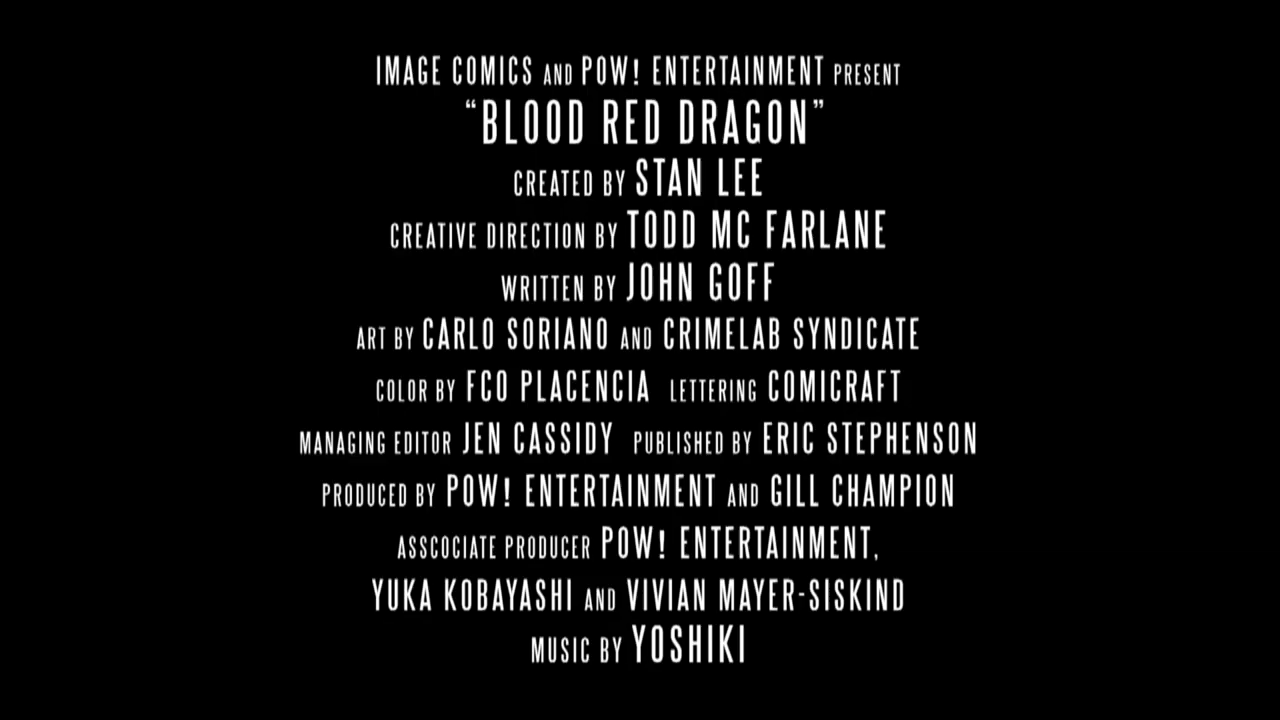 IMAGE COMICS AND POW! ENTERTAINMENT PRESENT
“BLOOD RED DRAGON”
CREATED BY STAN LEE
CREATIVE DIRECTION BY TODD MC FARLANE
WRITTEN BY JOHN GOFF
ART BY CARLO SORIANO AND CRIMELAB SYNDICATE
COLOR BY FCO PLACENCIA LETTERING COMICRAFT
MANAGING EDITOR JEN CASSIDY PUBLISHED BY ERIC STEPHENSON
PRODUCED BY POW! ENTERTAINMENT AND GILL CHAMPION
ASSCOCIATE PRODUCER POW! ENTERTAINMENT,
YUKA KOBAYASHI AND VIVIAN MAYER-SISKIND
MUSIC BY YOSHIKI